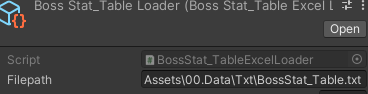 Boss Stat_Table Loader (Boss Stat_Table Excel L
Open
Script #BossStat_TableExcelLoader
Filepath Assets\00.Data\Txt\BossStat_Table.txt